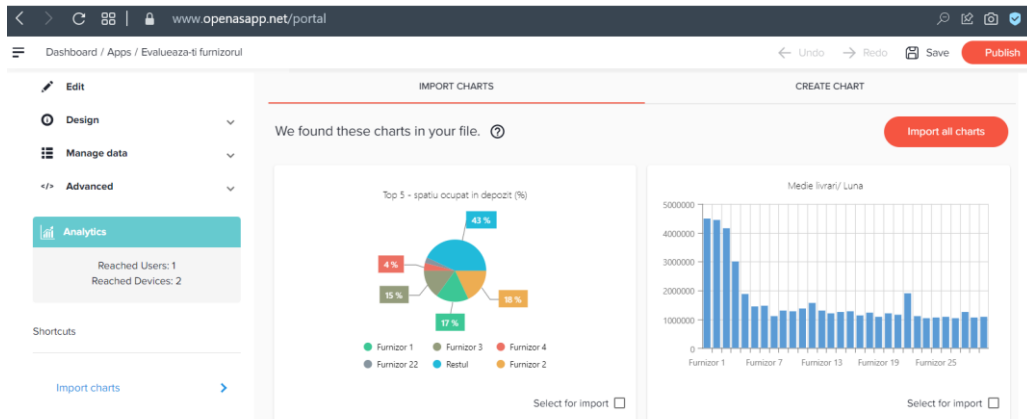 www.openasapp.net/portal
Dashboard / Apps / Evalueaza-ti furnizorul
Undo
Redo
Save
Publish
Edit
Design
Manage data
</> Advanced
Analytics
Reached Users: 1
Reached Devices: 2
Shortcuts
Import charts
IMPORT CHARTS
CREATE CHART
We found these charts in your file.
Import all charts
Top 5 - spatiu ocupat in depozit (%)
43 %
4 %
15 %
18 %
17 %
Furnizor 1 Furnizor 3 Furnizor 4
Furnizor 22 Restul Furnizor 2
Select for import
Medie livrari/ Luna
5000000
4000000
3000000
2000000
1000000
0
Furnizor 1 Furnizor 7 Furnizor 13 Furnizor 19 Furnizor 25
Select for import